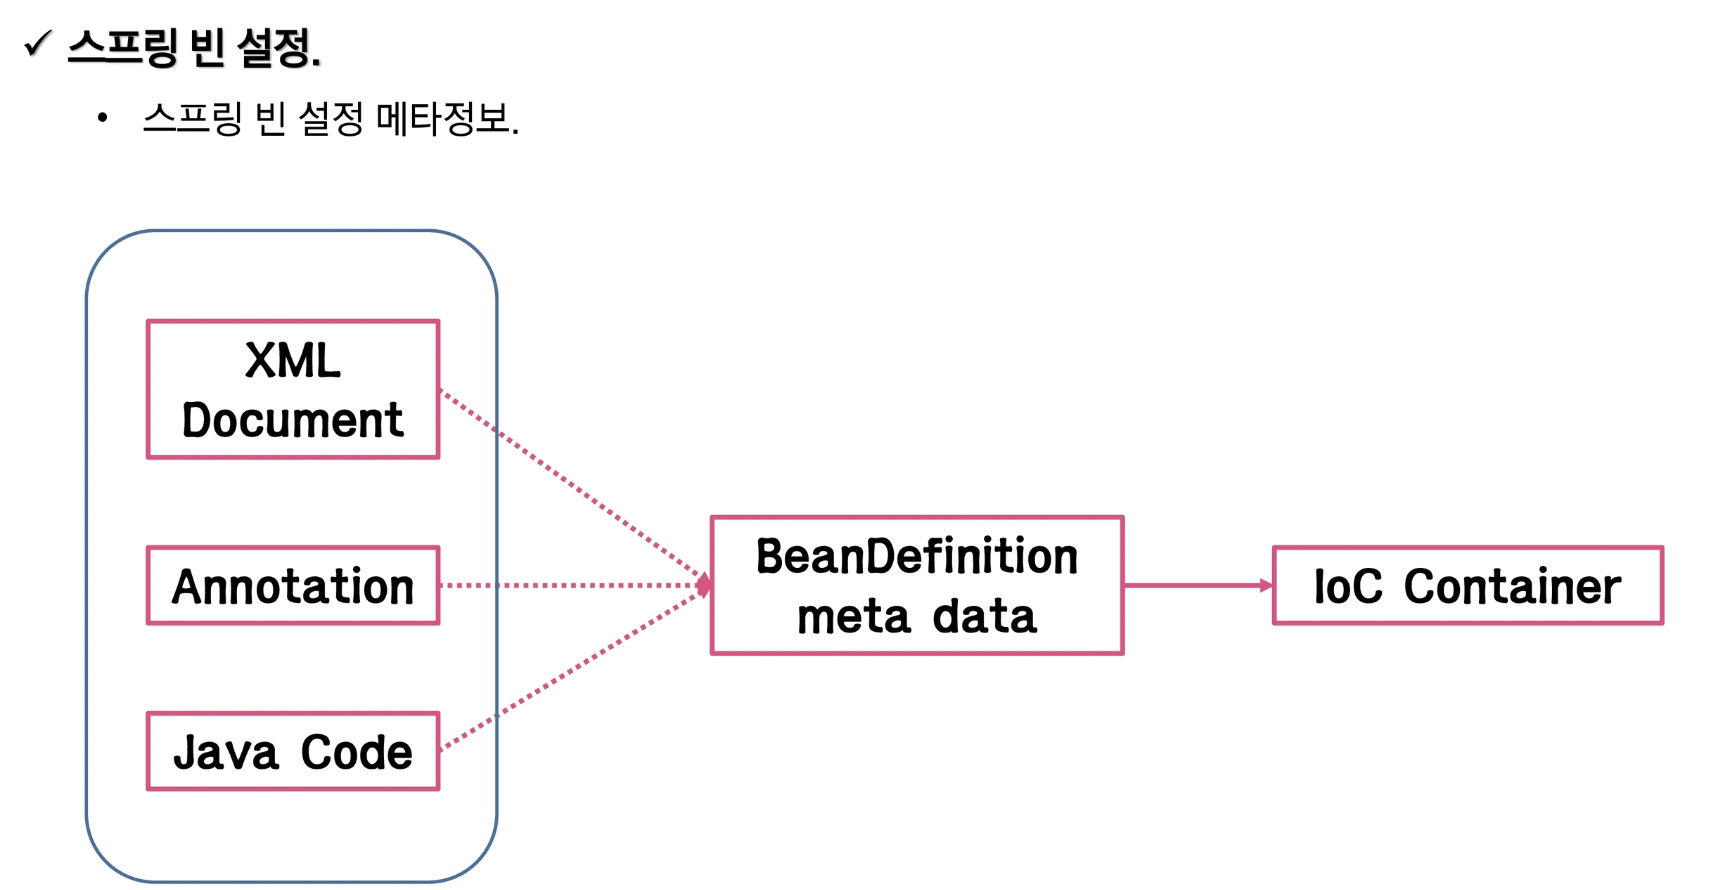 ✓ 스프링 빈 설정.
• 스프링 빈 설정 메타정보.
XML
Document
Annotation
Java Code
BeanDefinition
meta data
IoC Container